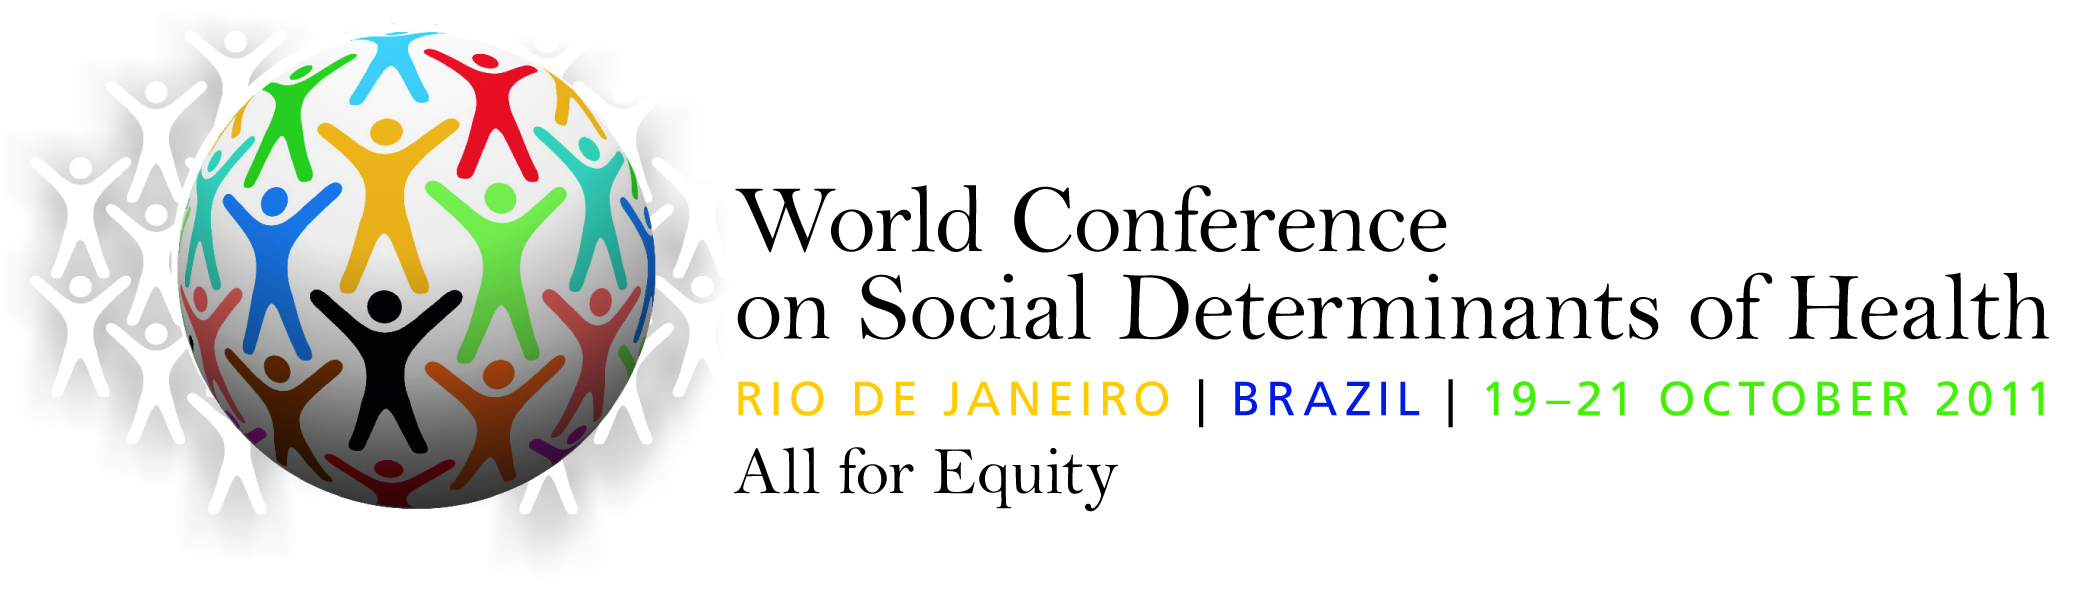 World Conference
on Social Determinants of Health
RIO DE JANEIRO | BRAZIL | 19–21 OCTOBER 2011
All for Equity